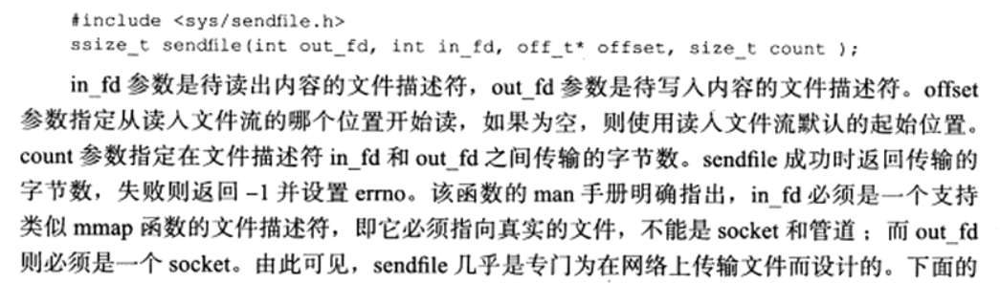 #include <sys/sendfile.h>
ssize_t sendfile(int out_fd, int in_fd, off_t* offset, size_t count );
in_fd 参数是待读出内容的文件描述符，out_fd 参数是待写入内容的文件描述符。offset
参数指定从读入文件流的哪个位置开始读，如果为空，则使用读入文件流默认的起始位置。
count 参数指定在文件描述符 in_fd 和 out_fd 之间传输的字节数。sendfile 成功时返回传输的
字节数，失败则返回 –1 并设置 errno。该函数的 man 手册明确指出，in_fd 必须是一个支持
类似 mmap 函数的文件描述符，即它必须指向真实的文件，不能是 socket 和管道；而 out_fd
则必须是一个 socket。由此可见，sendfile 几乎是专门为在网络上传输文件而设计的。下面的